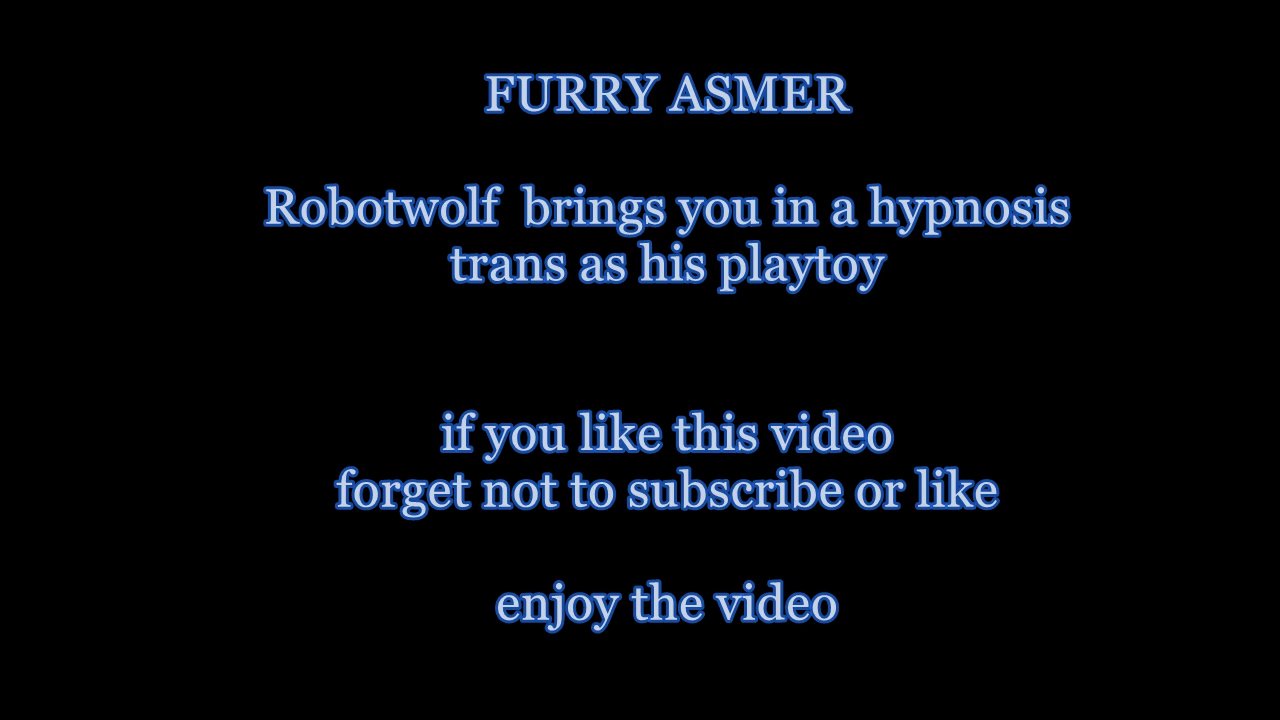 FURRY ASMER
Robotwolf  brings you in a hypnosis
trans as his playtoy
if you like this video
forget not to subscribe or like
enjoy the video